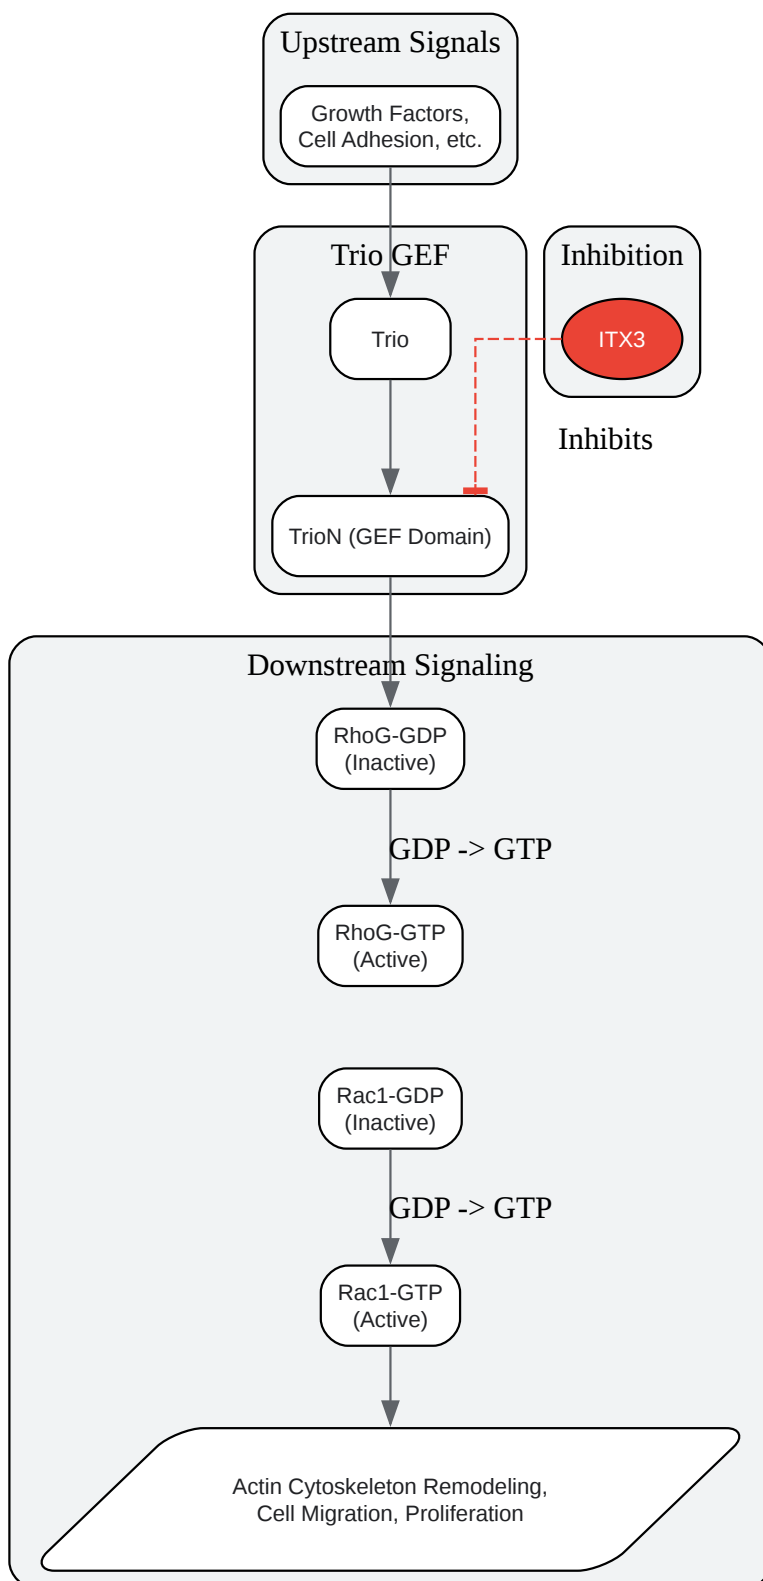 Upstream Signals
Growth Factors,
Cell Adhesion, etc.
Trio GEF
Inhibition
Trio
ITX3
Inhibits
TrioN (GEF Domain)
Downstream Signaling
RhoG-GDP
(Inactive)
GDP -> GTP
RhoG-GTP
(Active)
Rac1-GDP
(Inactive)
GDP -> GTP
Rac1-GTP
(Active)
Actin Cytoskeleton Remodeling,
Cell Migration, Proliferation